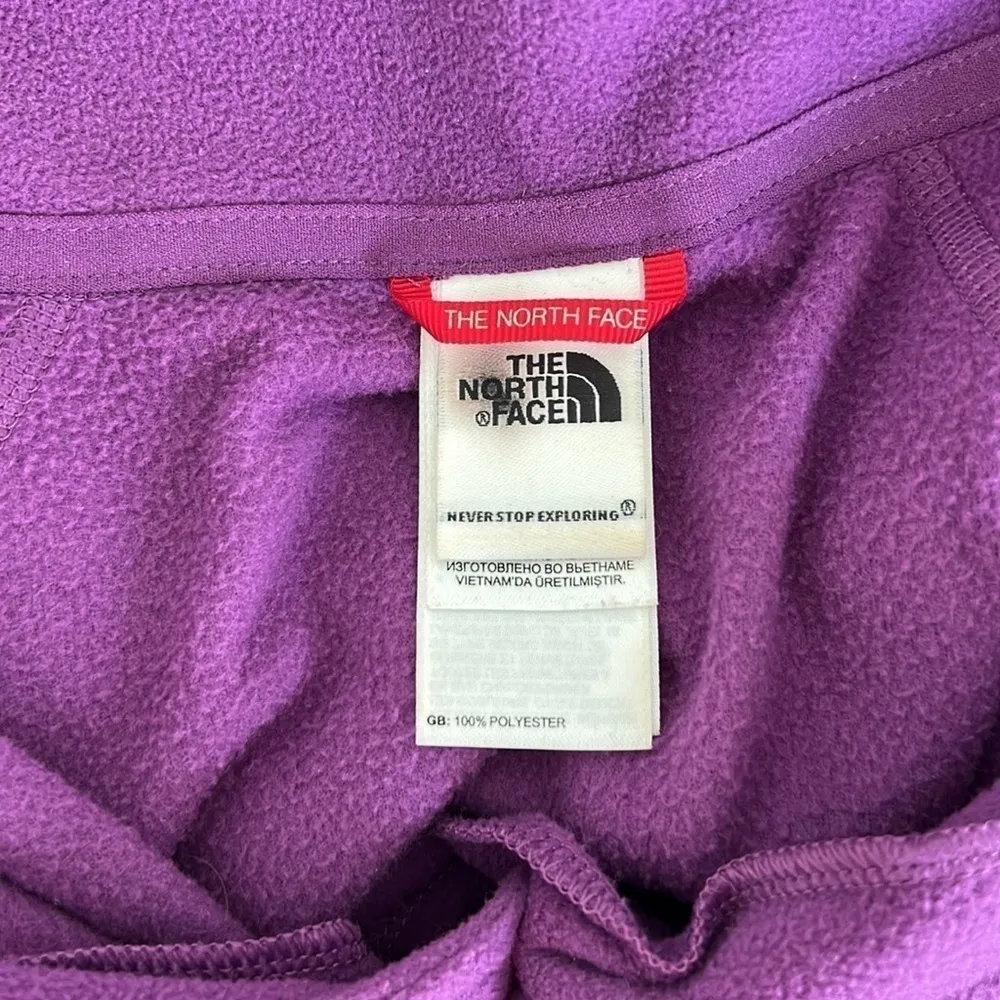 THE NORTH FACE
THE
NORTH
® FACE
NEVER STOP EXPLORING ®
ИЗГОТОВЛЕНО ВО ВЬЕТНАМЕ
VIETNAM'DA ÜRETILMIŞTIR.
GB: 100% POLYESTER